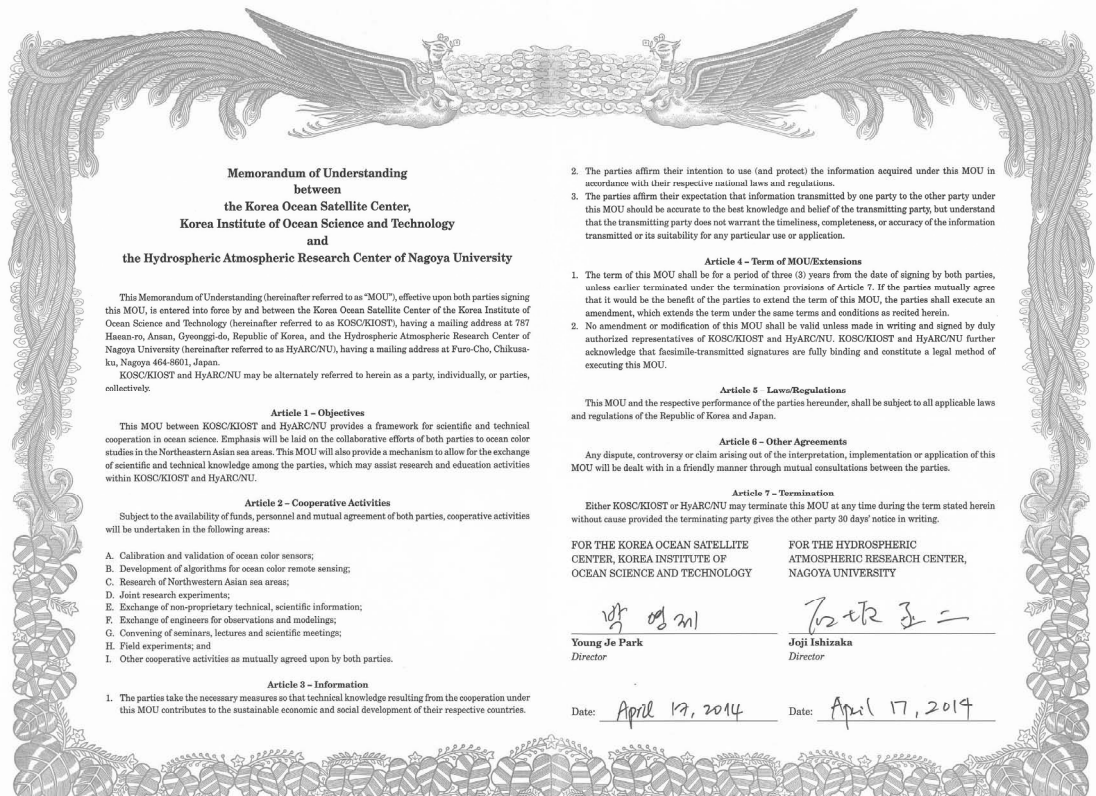 Memorandum of Understanding
between
the Korea Ocean Satellite Center,
Korea Institute of Ocean Science and Technology
and
the Hydrospheric Atmospheric Research Center of Nagoya University
This Memorandum of Understanding (hereinafter referred to as “MOU”), effective upon both parties signing
this MOU, is entered into force by and between the Korea Ocean Satellite Center of the Korea Institute of
Ocean Science and Technology (hereinafter referred to as KOSC/KIOST), having a mailing address at 787
Haean-ro, Ansan, Gyeonggi-do, Republic of Korea, and the Hydrospheric Atmospheric Research Center of
Nagoya University (hereinafter referred to as HyARC/NU), having a mailing address at Furo-Cho, Chikusa-
ku, Nagoya 464-8601, Japan.
KOSC/KIOST and HyARC/NU may be alternately referred to herein as a party, individually, or parties,
collectively.
Article 1 – Objectives
This MOU between KOSC/KIOST and HyARC/NU provides a framework for scientific and technical
cooperation in ocean science. Emphasis will be laid on the collaborative efforts of both parties to ocean color
studies in the Northeastern Asian sea areas. This MOU will also provide a mechanism to allow for the exchange
of scientific and technical knowledge among the parties, which may assist research and education activities
within KOSC/KIOST and HyARC/NU.
Article 2 – Cooperative Activities
Subject to the availability of funds, personnel and mutual agreement of both parties, cooperative activities
will be undertaken in the following areas:
A. Calibration and validation of ocean color sensors;
B. Development of algorithms for ocean color remote sensing;
C. Research of Northwestern Asian sea areas;
D. Joint research experiments;
E. Exchange of non-proprietary technical, scientific information;
F. Exchange of engineers for observations and modelings;
G. Convening of seminars, lectures and scientific meetings;
H. Field experiments; and
I. Other cooperative activities as mutually agreed upon by both parties.
Article 3 – Information
1. The parties take the necessary measures so that technical knowledge resulting from the cooperation under
this MOU contributes to the sustainable economic and social development of their respective countries.
2. The parties affirm their intention to use (and protect) the information acquired under this MOU in
accordance with their respective national laws and regulations.
3. The parties affirm their expectation that information transmitted by one party to the other party under
this MOU should be accurate to the best knowledge and belief of the transmitting party, but understand
that the transmitting party does not warrant the timeliness, completeness, or accuracy of the information
transmitted or its suitability for any particular use or application.
Article 4 – Term of MOU/Extensions
1. The term of this MOU shall be for a period of three (3) years from the date of signing by both parties,
unless earlier terminated under the termination provisions of Article 7. If the parties mutually agree
that it would be the benefit of the parties to extend the term of this MOU, the parties shall execute an
amendment, which extends the term under the same terms and conditions as recited herein.
2. No amendment or modification of this MOU shall be valid unless made in writing and signed by duly
authorized representatives of KOSC/KIOST and HyARC/NU. KOSC/KIOST and HyARC/NU further
acknowledge that facsimile-transmitted signatures are fully binding and constitute a legal method of
executing this MOU.
Article 5 – Laws/Regulations
This MOU and the respective performance of the parties hereunder, shall be subject to all applicable laws
and regulations of the Republic of Korea and Japan.
Article 6 – Other Agreements
Any dispute, controversy or claim arising out of the interpretation, implementation or application of this
MOU will be dealt with in a friendly manner through mutual consultations between the parties.
Article 7 – Termination
Either KOSC/KIOST or HyARC/NU may terminate this MOU at any time during the term stated herein
without cause provided the terminating party gives the other party 30 days’ notice in writing.
FOR THE KOREA OCEAN SATELLITE
CENTER, KOREA INSTITUTE OF
OCEAN SCIENCE AND TECHNOLOGY
박 영 제
Young Je Park
Director
Date: April 17, 2014
FOR THE HYDROSPHERIC
ATMOSPHERIC RESEARCH CENTER,
NAGOYA UNIVERSITY
石坂 丞二
Joji Ishizaka
Director
Date: April 17, 2014